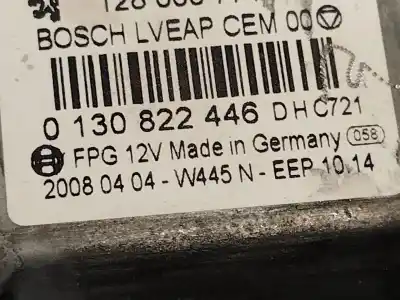 BOSCH LVEAP CEM 00
0 130 822 446 DHC721
FPG 12V Made in Germany 058
2008 04 04 - W445 N - EEP 10.14